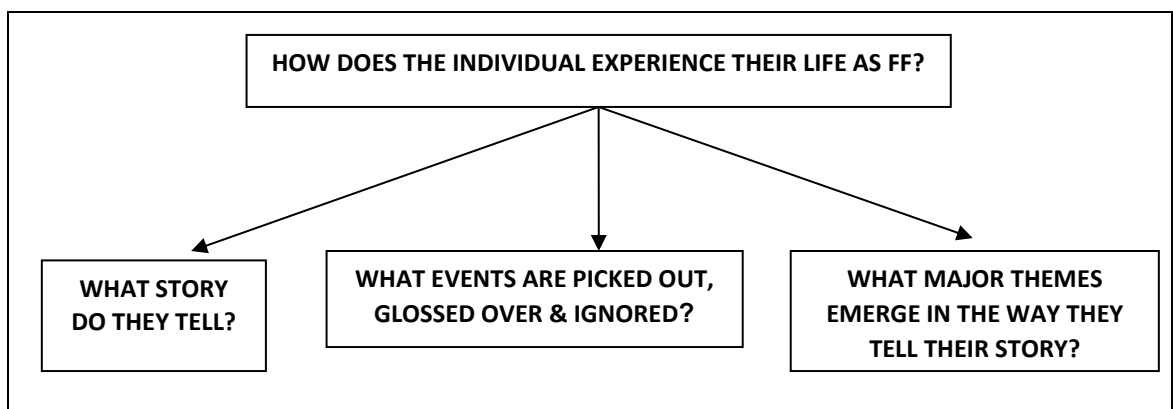 HOW DOES THE INDIVIDUAL EXPERIENCE THEIR LIFE AS FF?
WHAT STORY
DO THEY TELL?
WHAT EVENTS ARE PICKED OUT,
GLOSSED OVER & IGNORED?
WHAT MAJOR THEMES
EMERGE IN THE WAY THEY
TELL THEIR STORY?